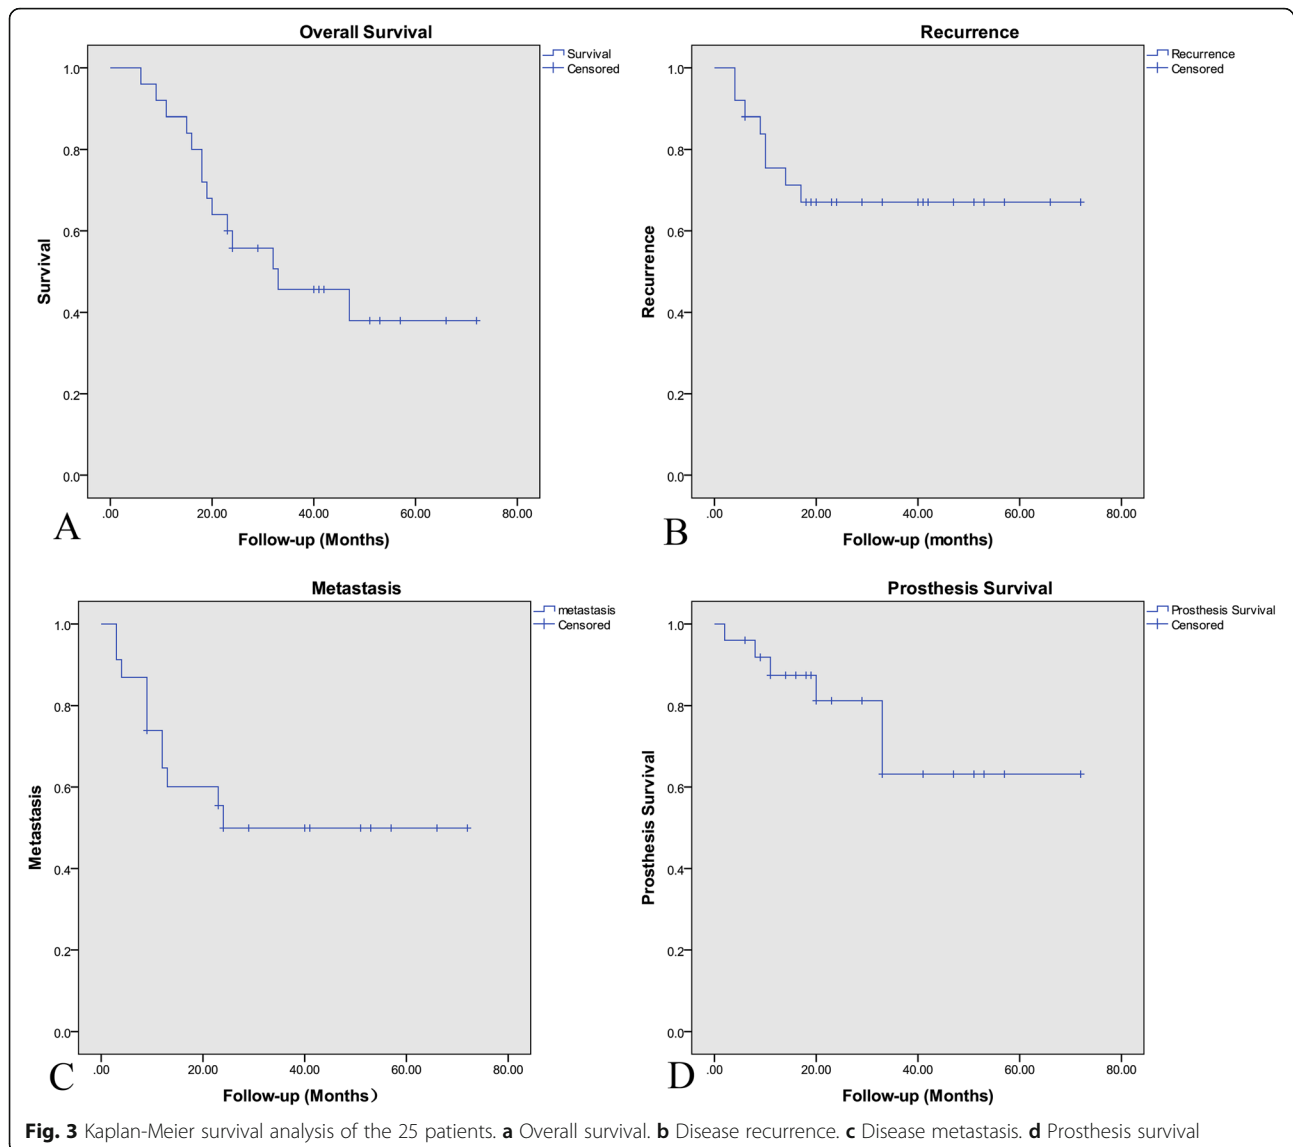 Overall Survival
Survival
Censored
1.0
0.8
0.6
0.4
0.2
0.0
Survival
.00 20.00 40.00 60.00 80.00
Follow-up (Months)
A
Recurrence
Recurrence
Censored
1.0
0.8
0.6
0.4
0.2
0.0
Recurrence
.00 20.00 40.00 60.00 80.00
Follow-up (months)
B
Metastasis
metastasis
Censored
1.0
0.8
0.6
0.4
0.2
0.0
Metastasis
.00 20.00 40.00 60.00 80.00
Follow-up (Months）
C
Prosthesis Survival
Prosthesis Survival
Censored
1.0
0.8
0.6
0.4
0.2
0.0
Prosthesis Survival
.00 20.00 40.00 60.00 80.00
Follow-up (Months)
D
Fig. 3 Kaplan-Meier survival analysis of the 25 patients. a Overall survival. b Disease recurrence. c Disease metastasis. d Prosthesis survival